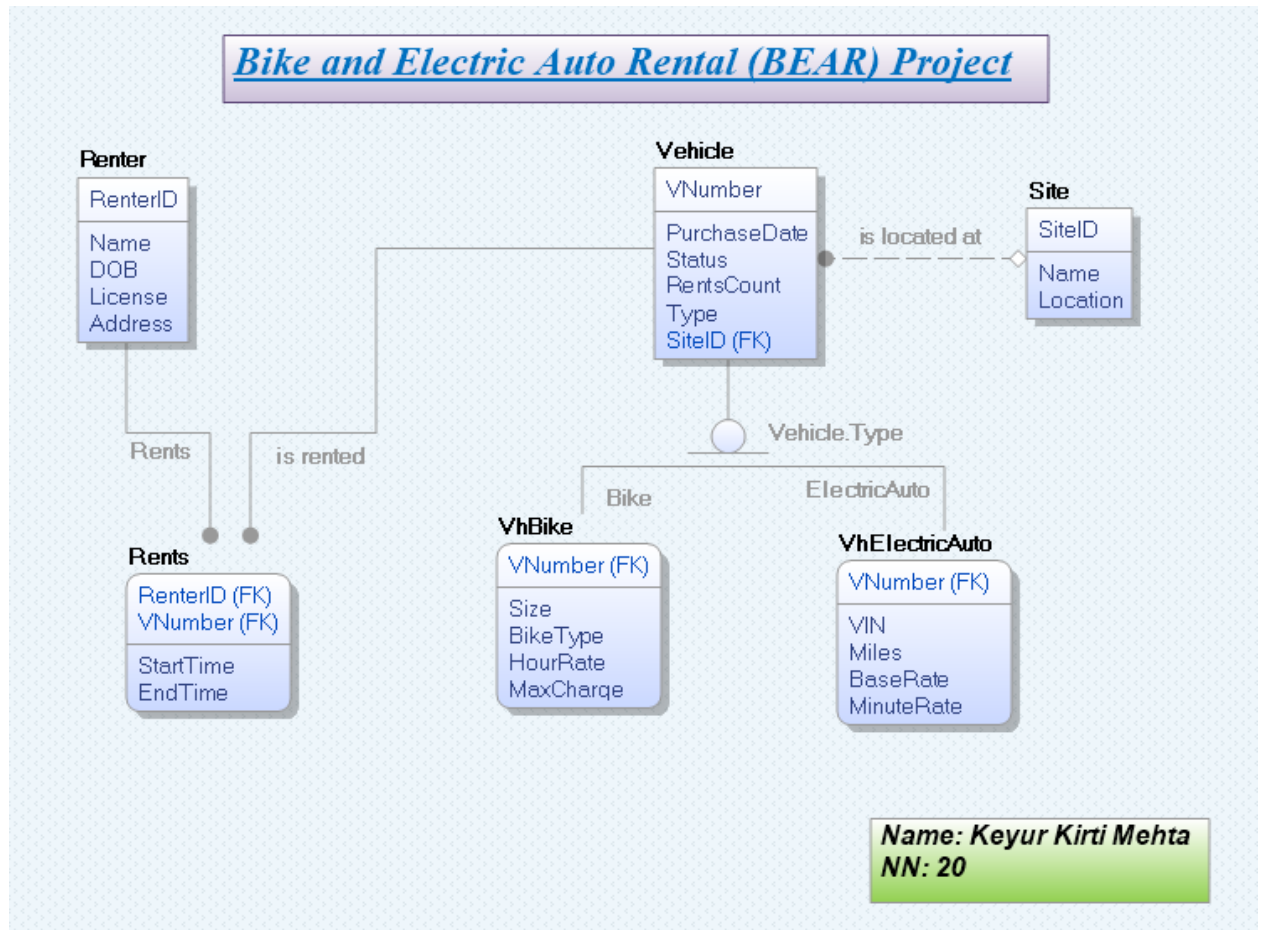 Bike and Electric Auto Rental (BEAR) Project
Renter
RenterID
Name
DOB
License
Address
Vehicle
VNumber
PurchaseDate
Status
RentsCount
Type
SiteID (FK)
is located at
Site
SiteID
Name
Location
Rents
is rented
Vehicle.Type
Bike
ElectricAuto
Rents
RenterID (FK)
VNumber (FK)
StartTime
EndTime
VhBike
VNumber (FK)
Size
BikeType
HourRate
MaxCharge
VhElectricAuto
VNumber (FK)
VIN
Miles
BaseRate
MinuteRate
Name: Keyur Kirti Mehta
NN: 20